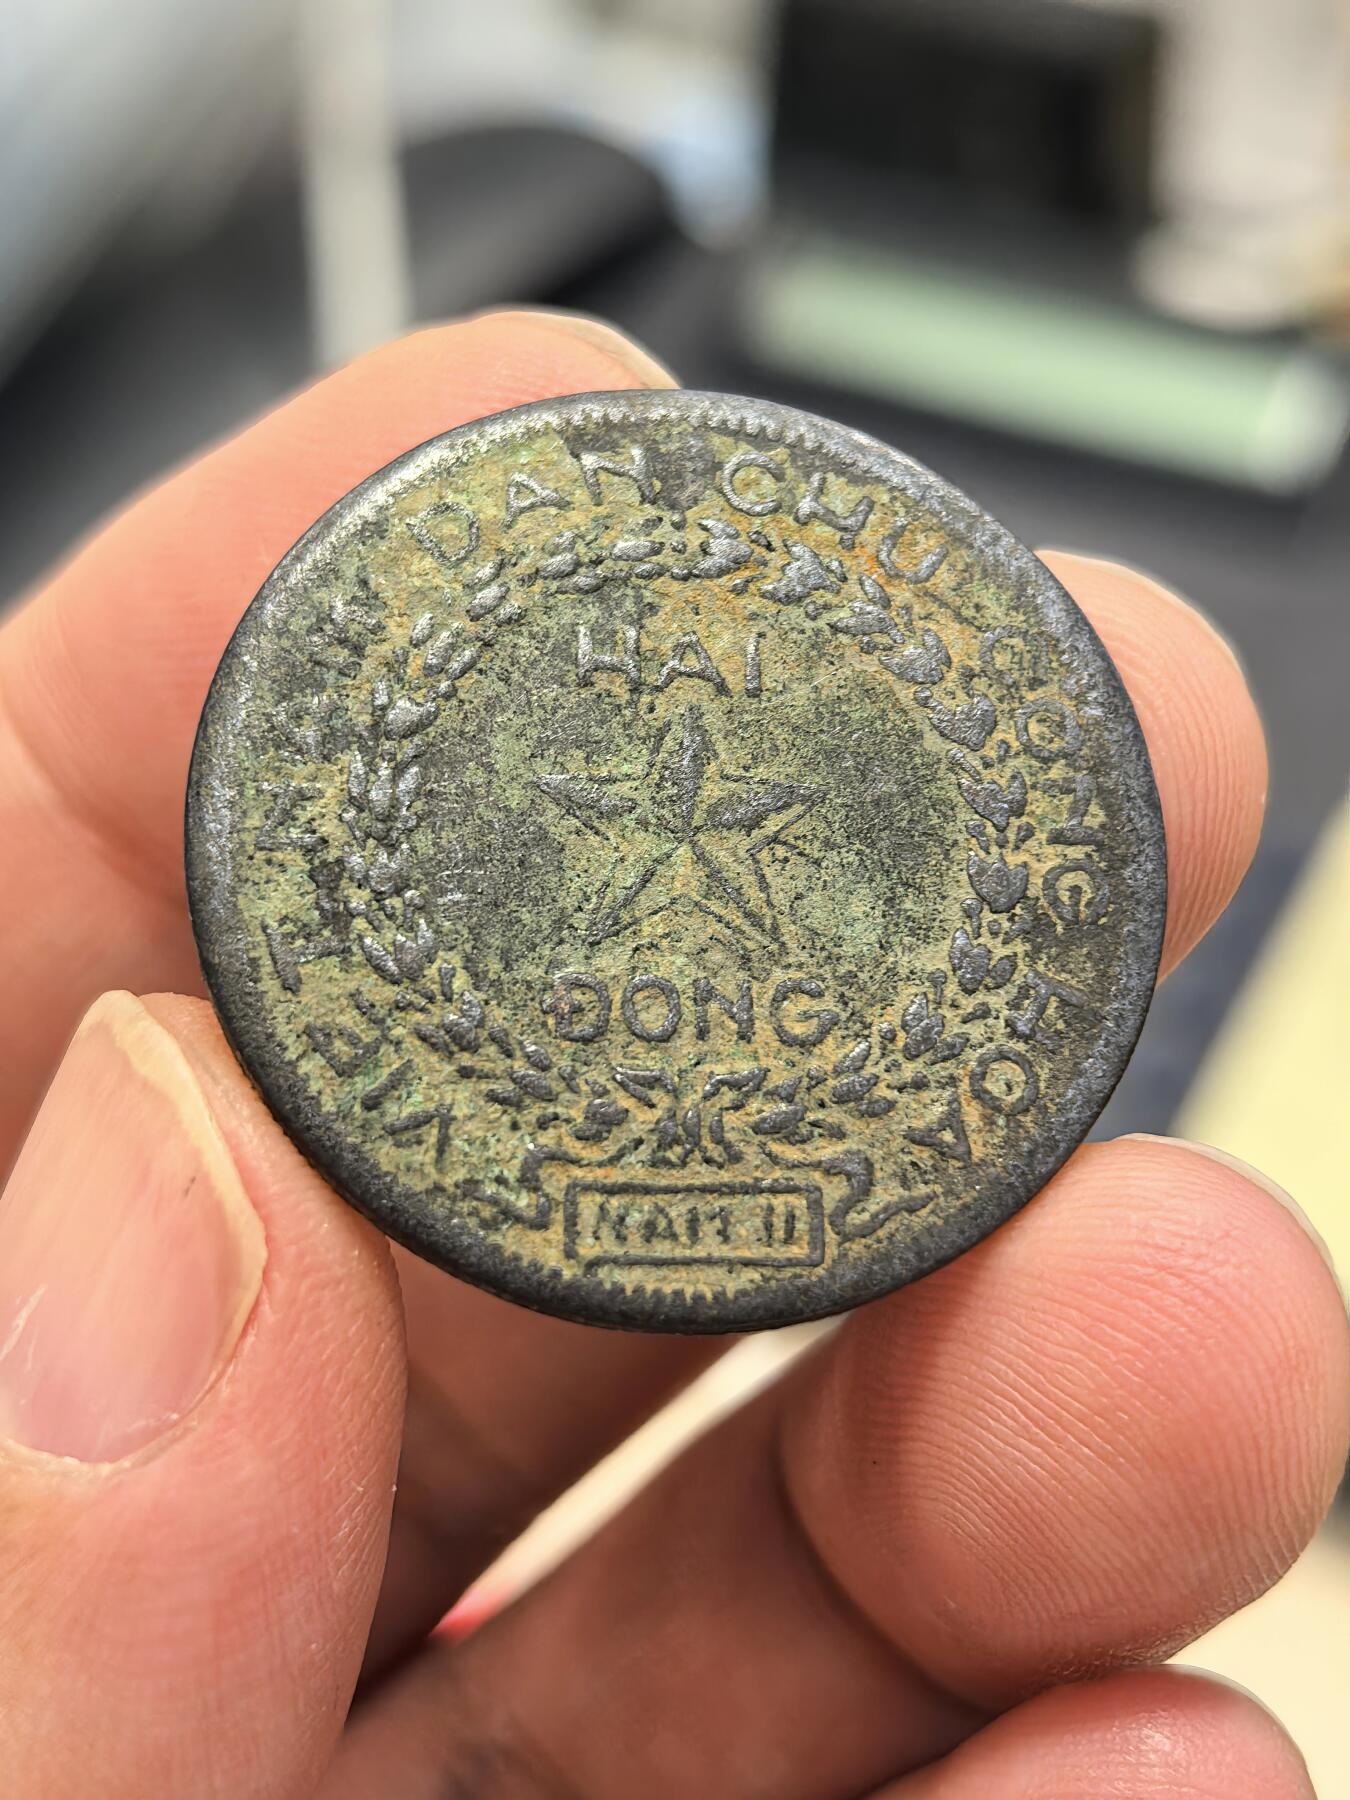 VIET NAM DAN CHU CONG HOA
HAI
DONG
NAM II